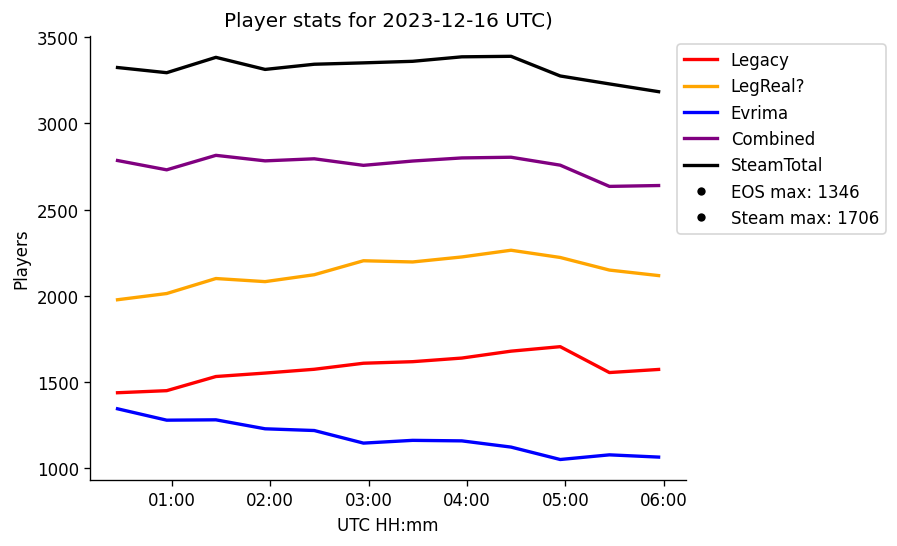 Player stats for 2023-12-16 UTC)
3500
3000
2500
2000
1500
1000
Players
01:00
02:00
03:00
04:00
05:00
06:00
UTC HH:mm
Legacy
LegReal?
Evrima
Combined
SteamTotal
EOS max: 1346
Steam max: 1706